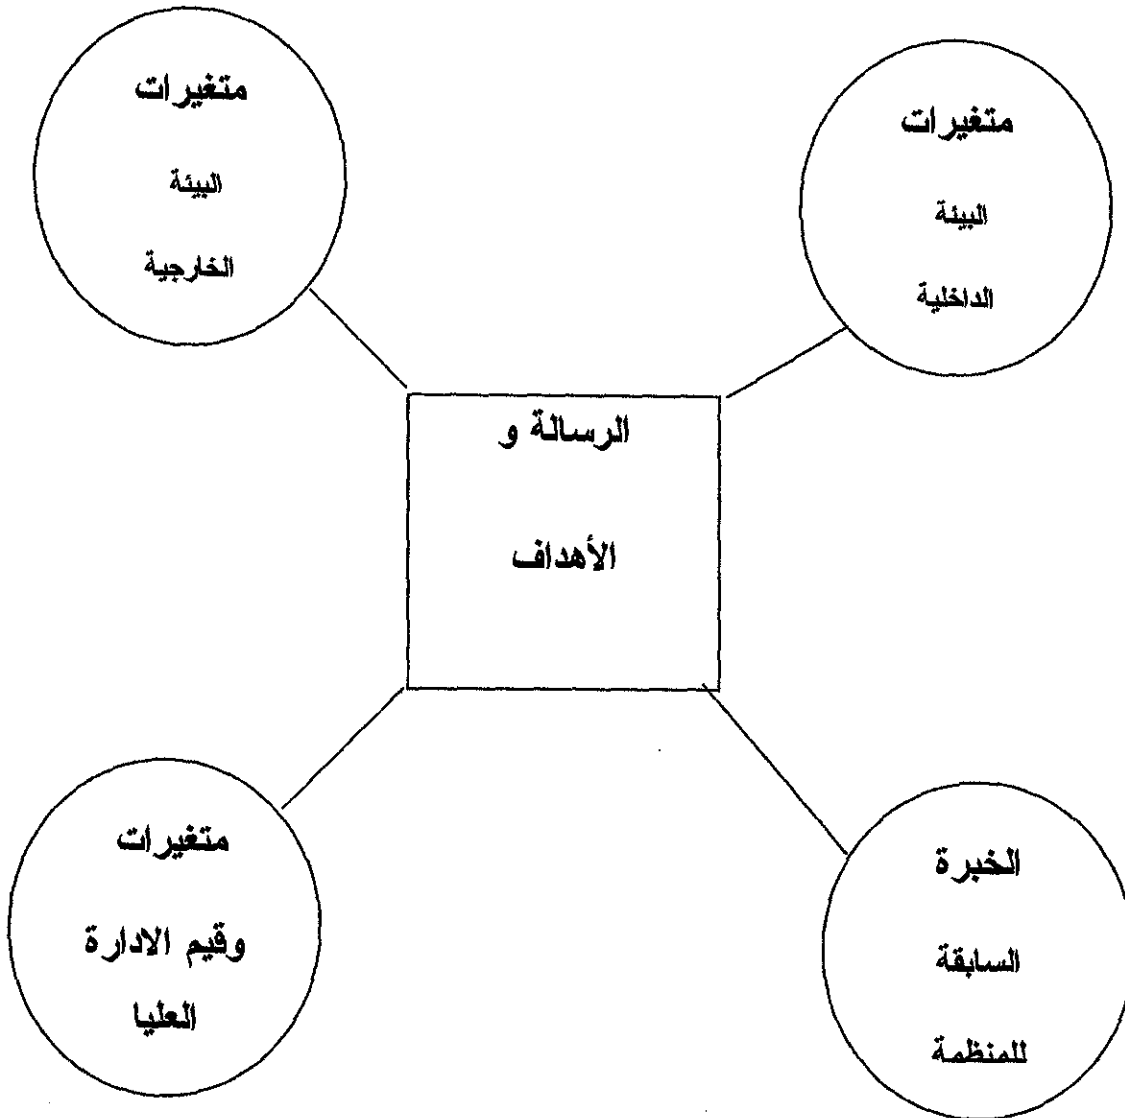 متغيرات
البيئة
الداخلية
متغيرات
البيئة
الخارجية
الرسالة و
الأهداف
الخبرة
السابقة
للمنظمة
متغيرات
وقيم الادارة
العليا